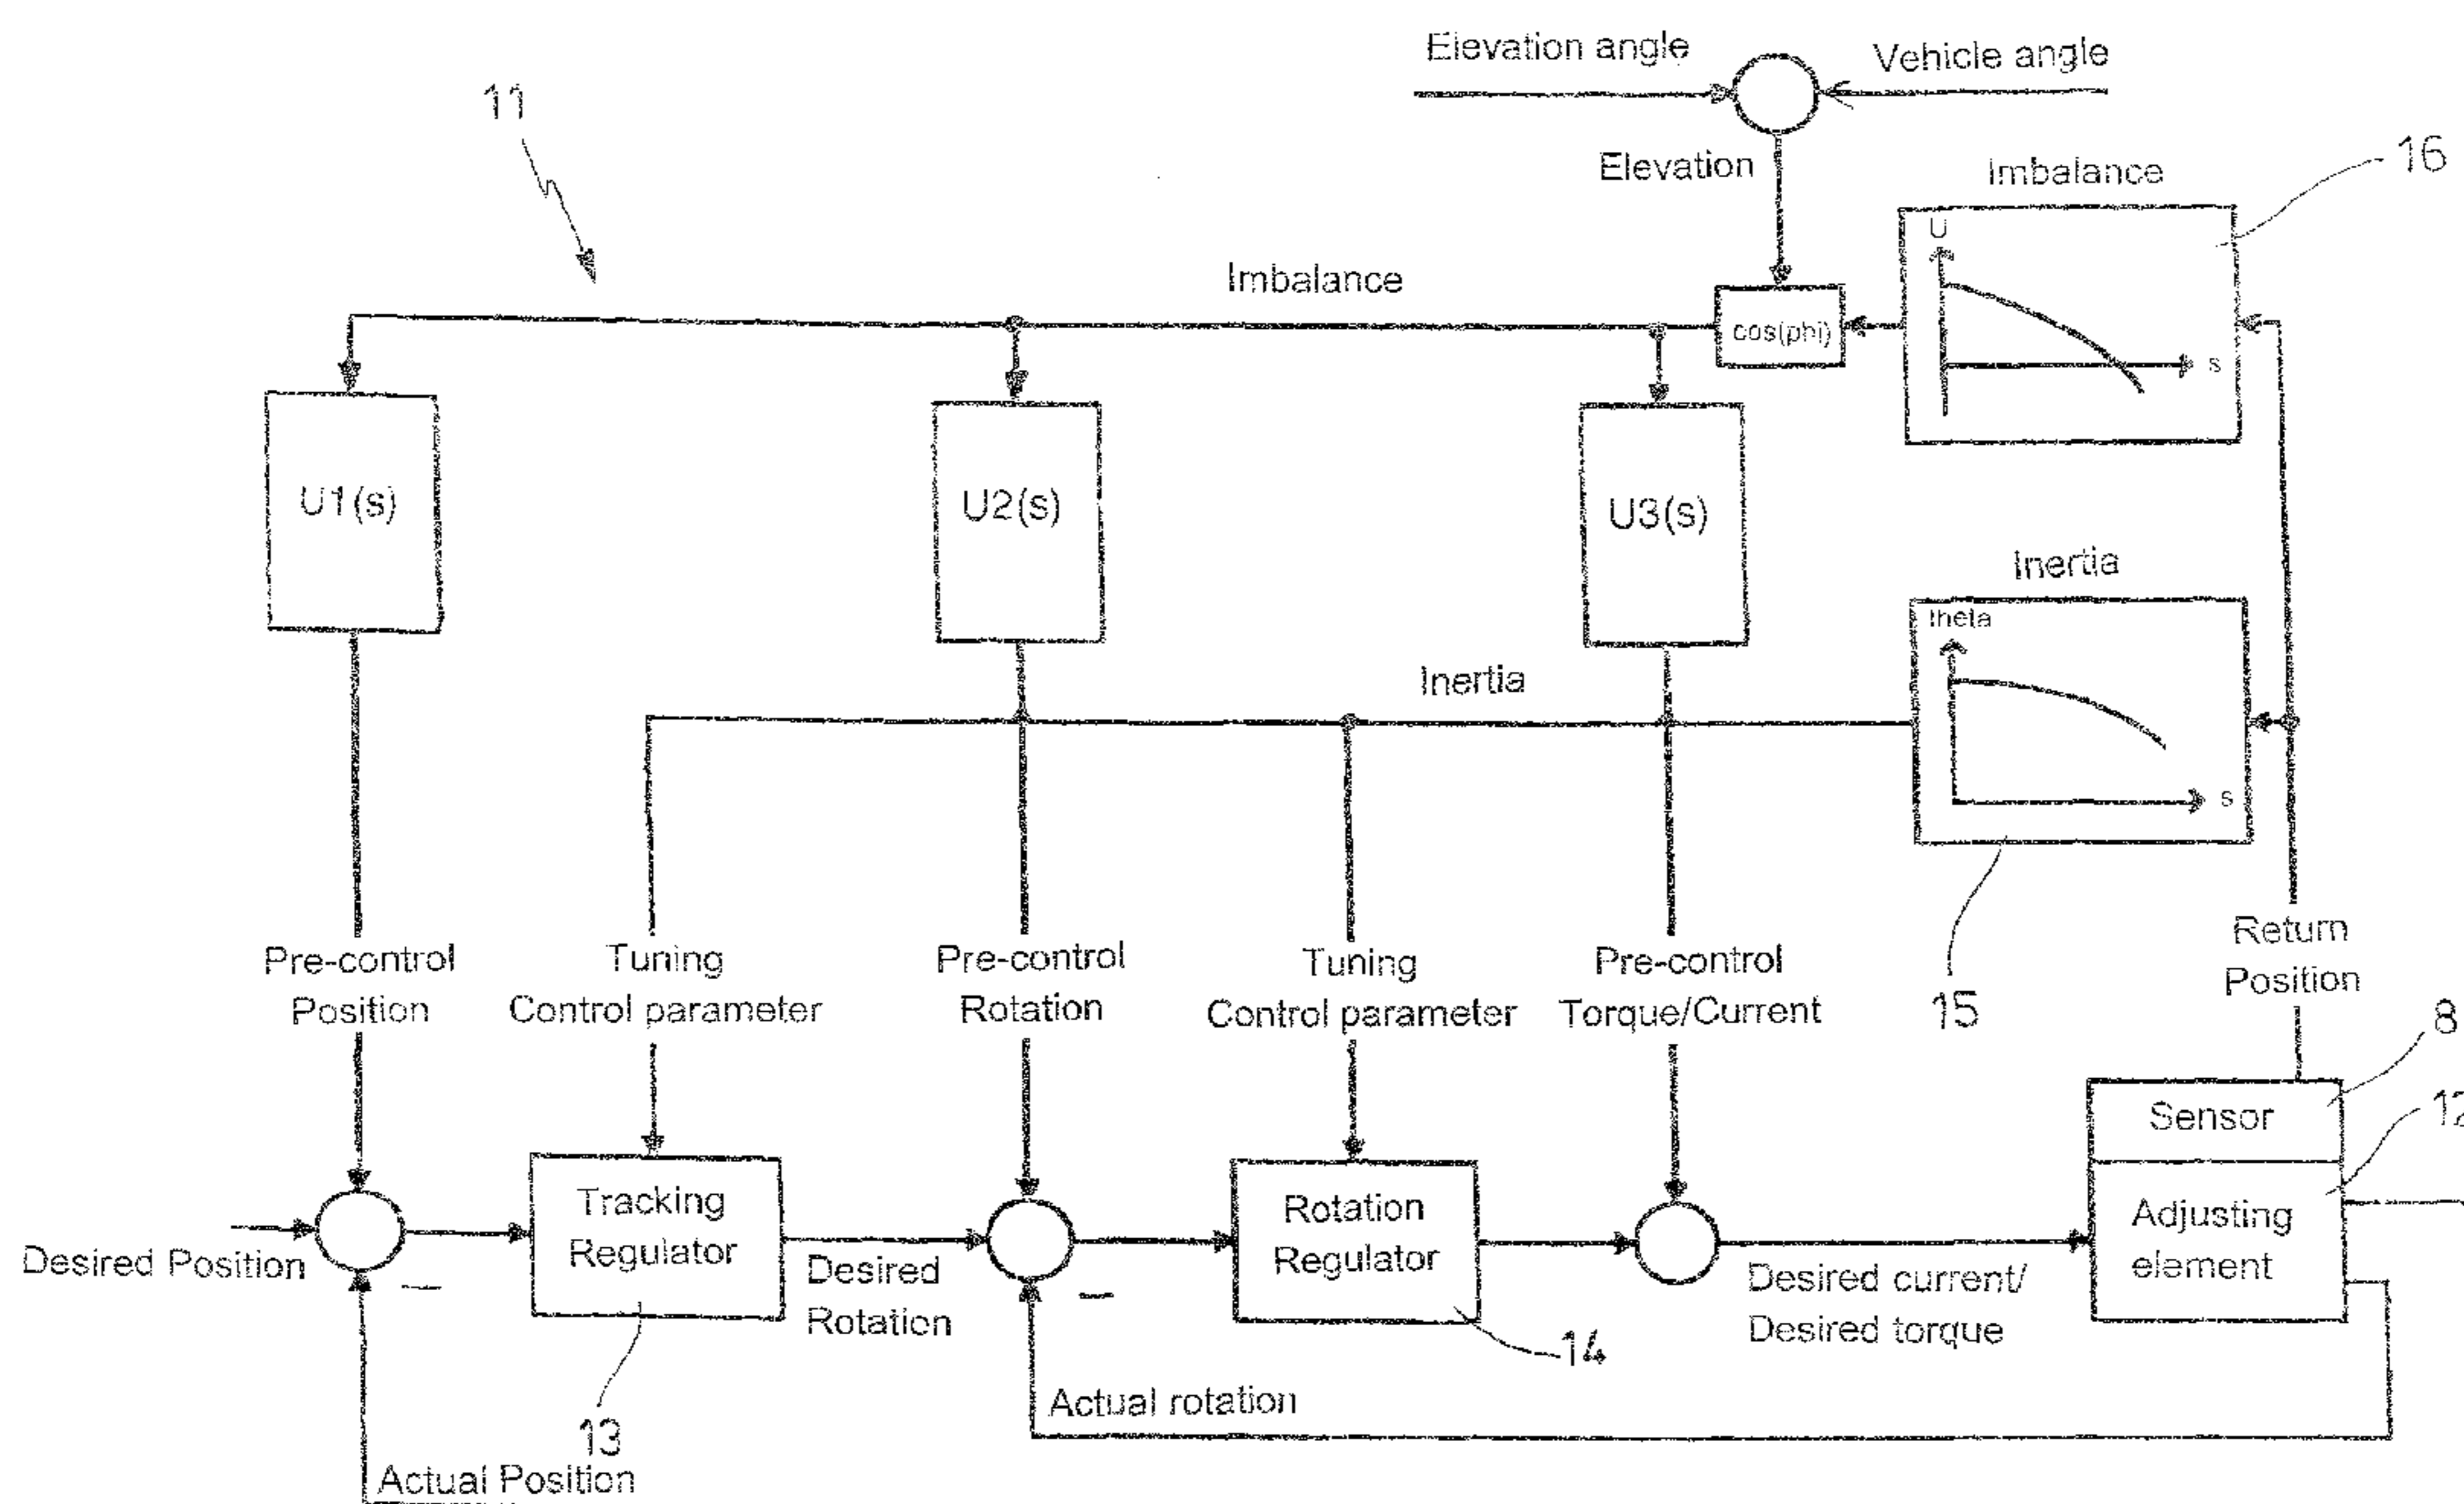 Elevation angle
Vehicle angle
11
Elevation
Imbalance
16
U
Imbalance
cos(phi)
s
U1(s)
U2(s)
U3(s)
Inertia
theta
Inertia
s
Return
Position
Pre-control
Position
Tuning
Control parameter
Pre-control
Rotation
Tuning
Control parameter
Pre-control
Torque/Current
15
8
Sensor
12
Tracking
Regulator
Rotation
Regulator
Adjusting
element
Desired Position
Desired
Rotation
Desired current/
Desired torque
14
13
Actual rotation
Actual Position